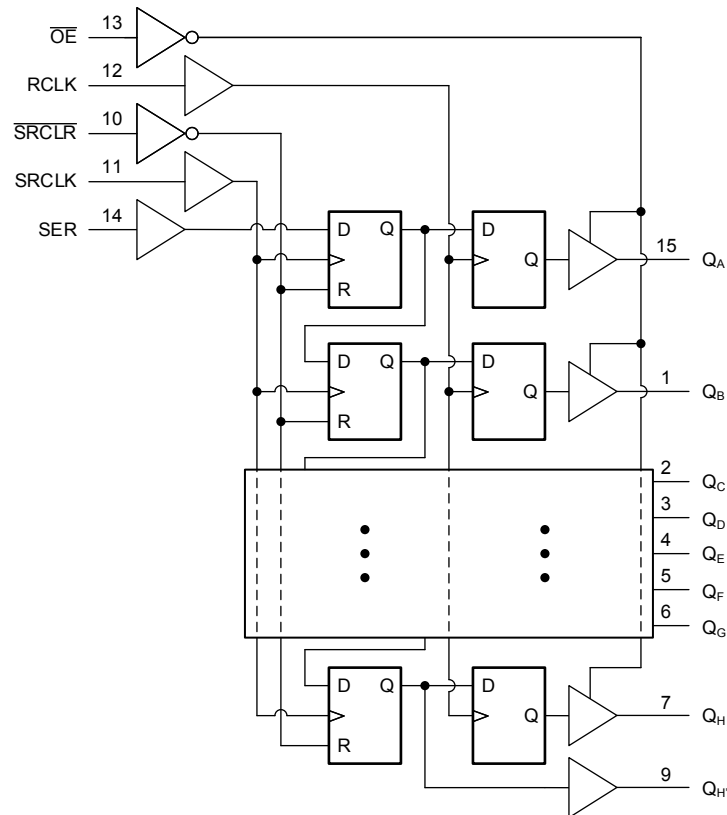 OE 13
RCLK 12
SRCLR 10
SRCLK 11
SER 14
D Q D Q 15 QA
R
D Q D Q 1 QB
R
2 QC
3 QD
4 QE
5 QF
6 QG
D Q D Q 7 QH
R
9 QH'